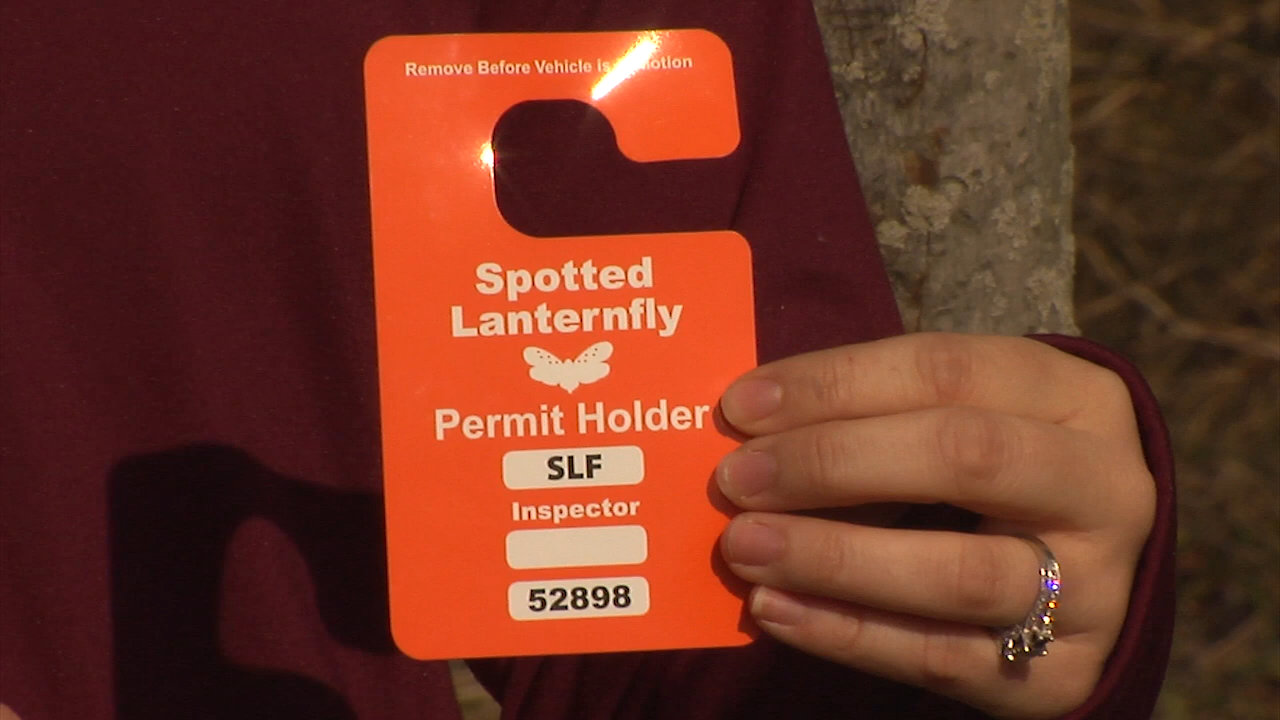 Remove Before Vehicle is in Motion
Spotted
Lanternfly
Permit Holder
SLF
Inspector
52898